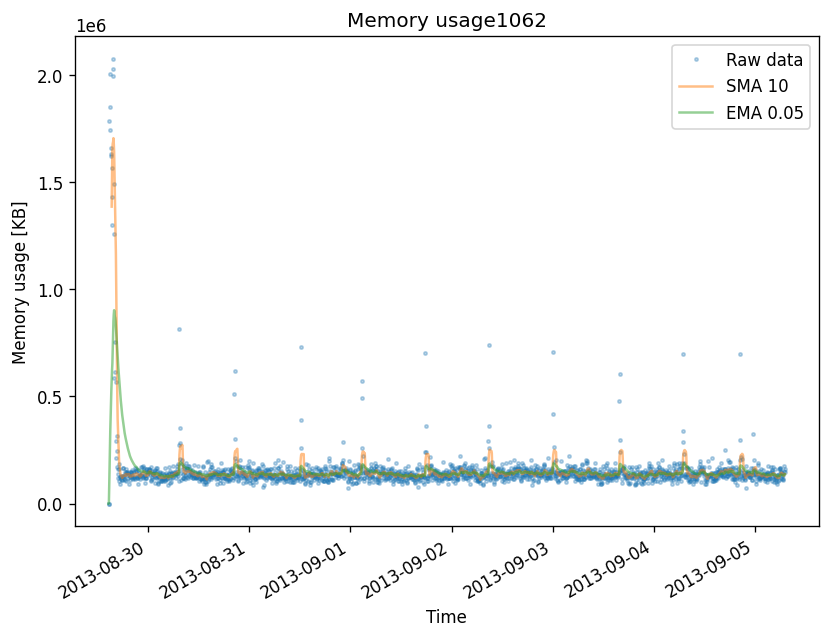 Memory usage1062
1e6
Raw data
SMA 10
EMA 0.05
2.0
1.5
1.0
0.5
0.0
Memory usage [KB]
2013-08-30
2013-08-31
2013-09-01
2013-09-02
2013-09-03
2013-09-04
2013-09-05
Time